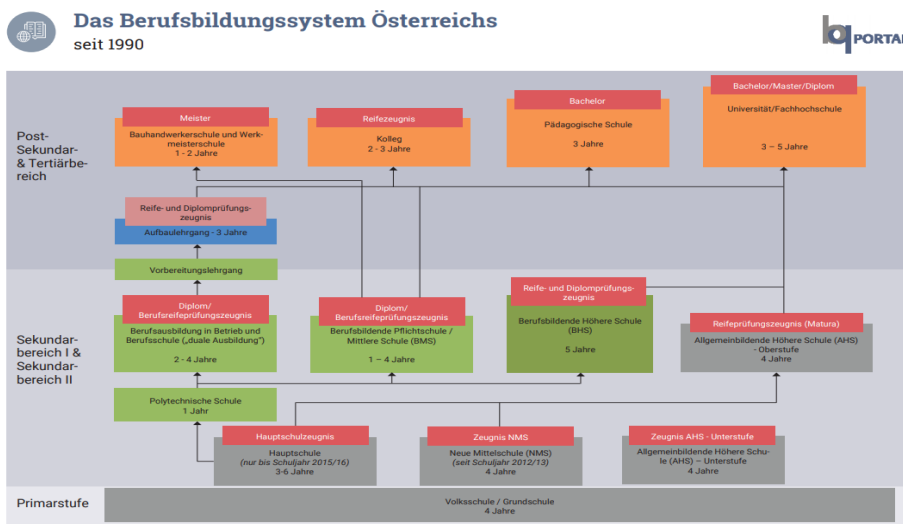 Das Berufsbildungssystem Österreichs
seit 1990
bq PORTAL
Post-
Sekundar-
& Tertiärbe-
reich
Meister
Bauhandwerkerschule und Werk-
meisterschule
1 - 2 Jahre
Reifezeugnis
Kolleg
2 - 3 Jahre
Bachelor
Pädagogische Schule
3 Jahre
Bachelor/Master/Diplom
Universität/Fachhochschule
3 – 5 Jahre
Reife- und Diplomprüfungs-
zeugnis
Aufbaulehrgang - 3 Jahre
Vorbereitungslehrgang
Sekundar-
bereich I &
Sekundar-
bereich II
Diplom/
Berufsreifeprüfungszeugnis
Berufsausbildung in Betrieb und
Berufsschule („duale Ausbildung")
2 - 4 Jahre
Diplom/
Berufsreifeprüfungszeugnis
Berufsbildende Pflichtschule /
Mittlere Schule (BMS)
1 – 4 Jahre
Reife- und Diplomprüfungs-
zeugnis
Berufsbildende Höhere Schule
(BHS)
5 Jahre
Reifeprüfungszeugnis (Matura)
Allgemeinbildende Höhere Schule (AHS)
- Oberstufe
4 Jahre
Polytechnische Schule
1 Jahr
Hauptschulzeugnis
Hauptschule
(nur bis Schuljahr 2015/16)
3-6 Jahre
Zeugnis NMS
Neue Mittelschule (NMS)
(seit Schuljahr 2012/13)
4 Jahre
Zeugnis AHS - Unterstufe
Allgemeinbildende Höhere Schu-
le (AHS) – Unterstufe
4 Jahre
Primarstufe
Volksschule / Grundschule
4 Jahre